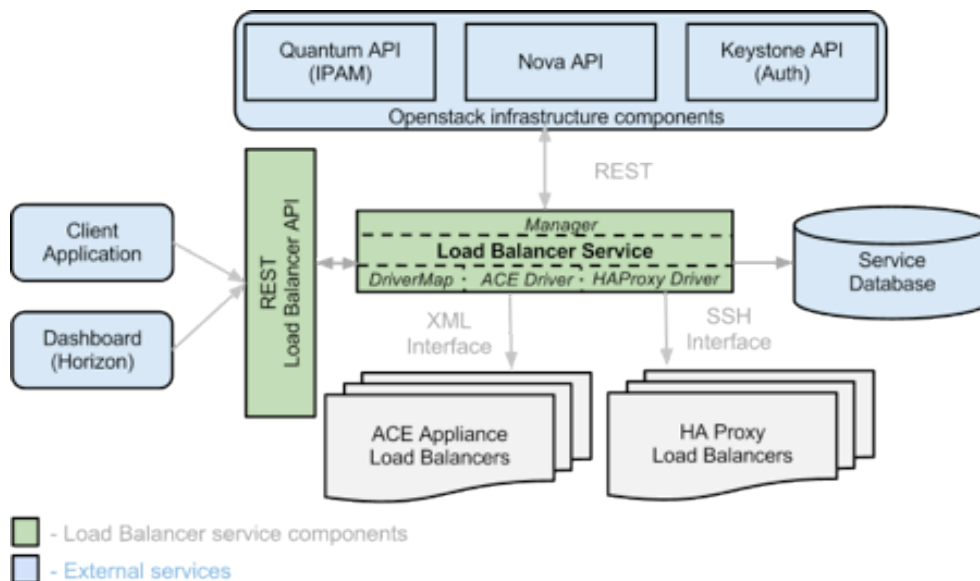 Quantum API
(IPAM)
Nova API
Keystone API
(Auth)
Openstack infrastructure components
REST
Client
Application
Dashboard
(Horizon)
REST
Load Balancer API
Manager
Load Balancer Service
DriverMap
ACE Driver
HAProxy Driver
Service
Database
XML
Interface
SSH
Interface
ACE Appliance
Load Balancers
HA Proxy
Load Balancers
- Load Balancer service components
- External services